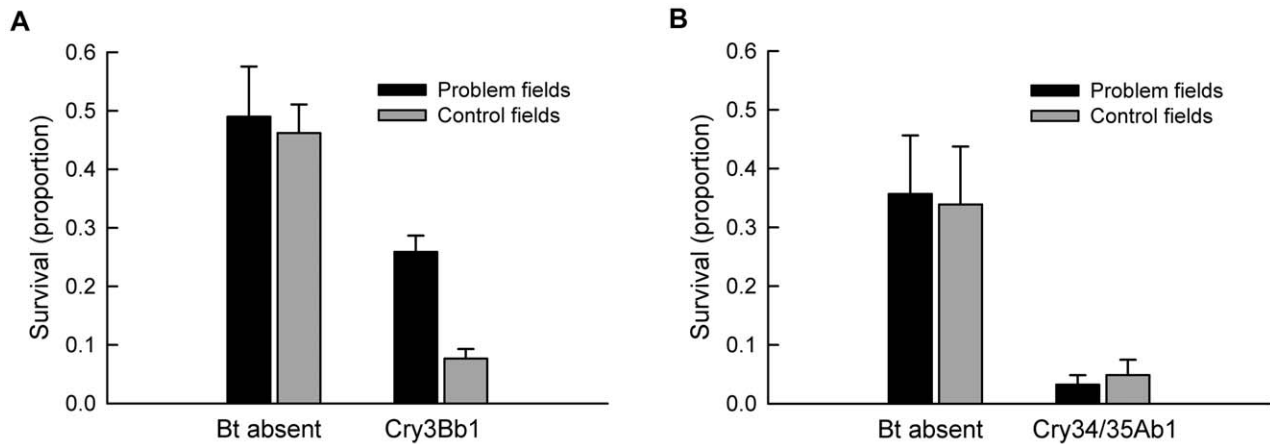 A
Survival (proportion)
0.6
0.5
0.4
0.3
0.2
0.1
0.0
Problem fields
Control fields
Bt absent
Cry3Bb1
B
Survival (proportion)
0.6
0.5
0.4
0.3
0.2
0.1
0.0
Problem fields
Control fields
Bt absent
Cry34/35Ab1